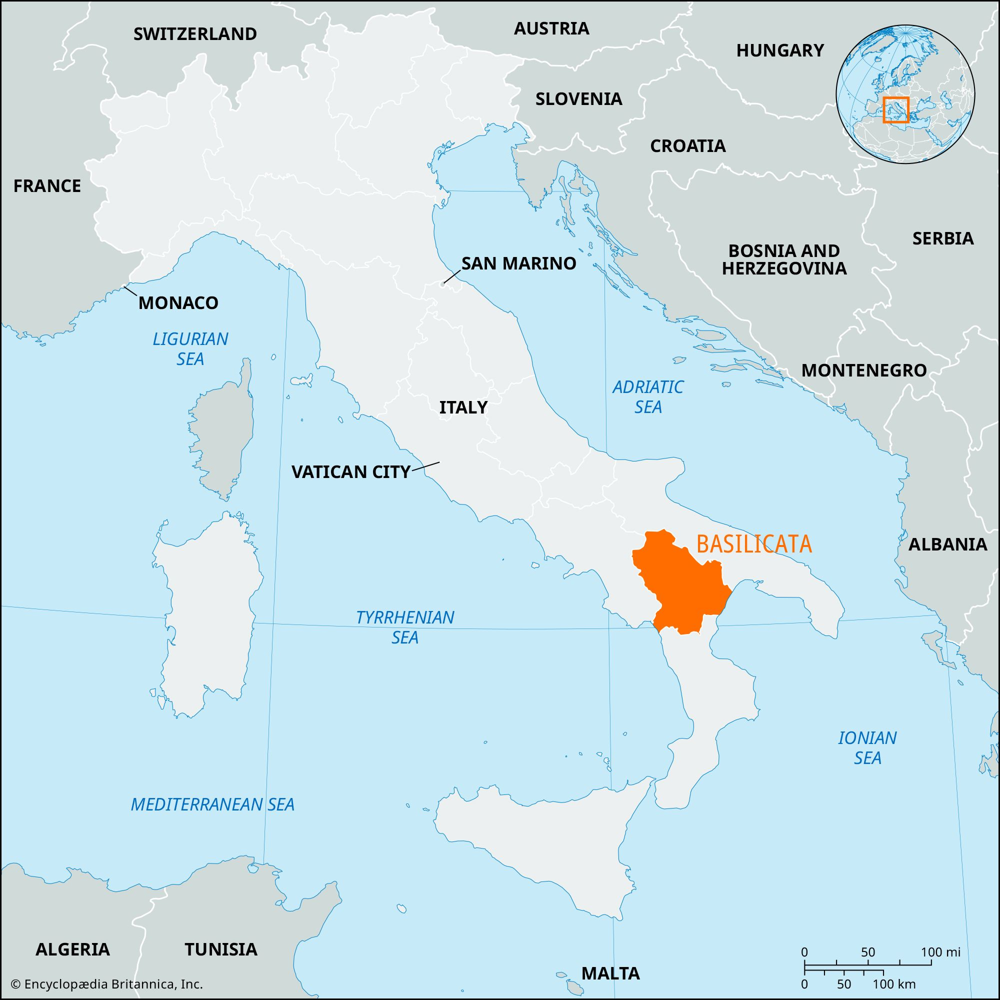 SWITZERLAND
AUSTRIA
HUNGARY
SLOVENIA
CROATIA
FRANCE
SERBIA
BOSNIA AND
HERZEGOVINA
SAN MARINO
MONACO
LIGURIAN
SEA
MONTENEGRO
ADRIATIC
SEA
ITALY
VATICAN CITY
BASILICATA
ALBANIA
TYRRHENIAN
SEA
IONIAN
SEA
MEDITERRANEAN SEA
ALGERIA
TUNISIA
MALTA
0 50 100 mi
0 50 100 km
© Encyclopædia Britannica, Inc.